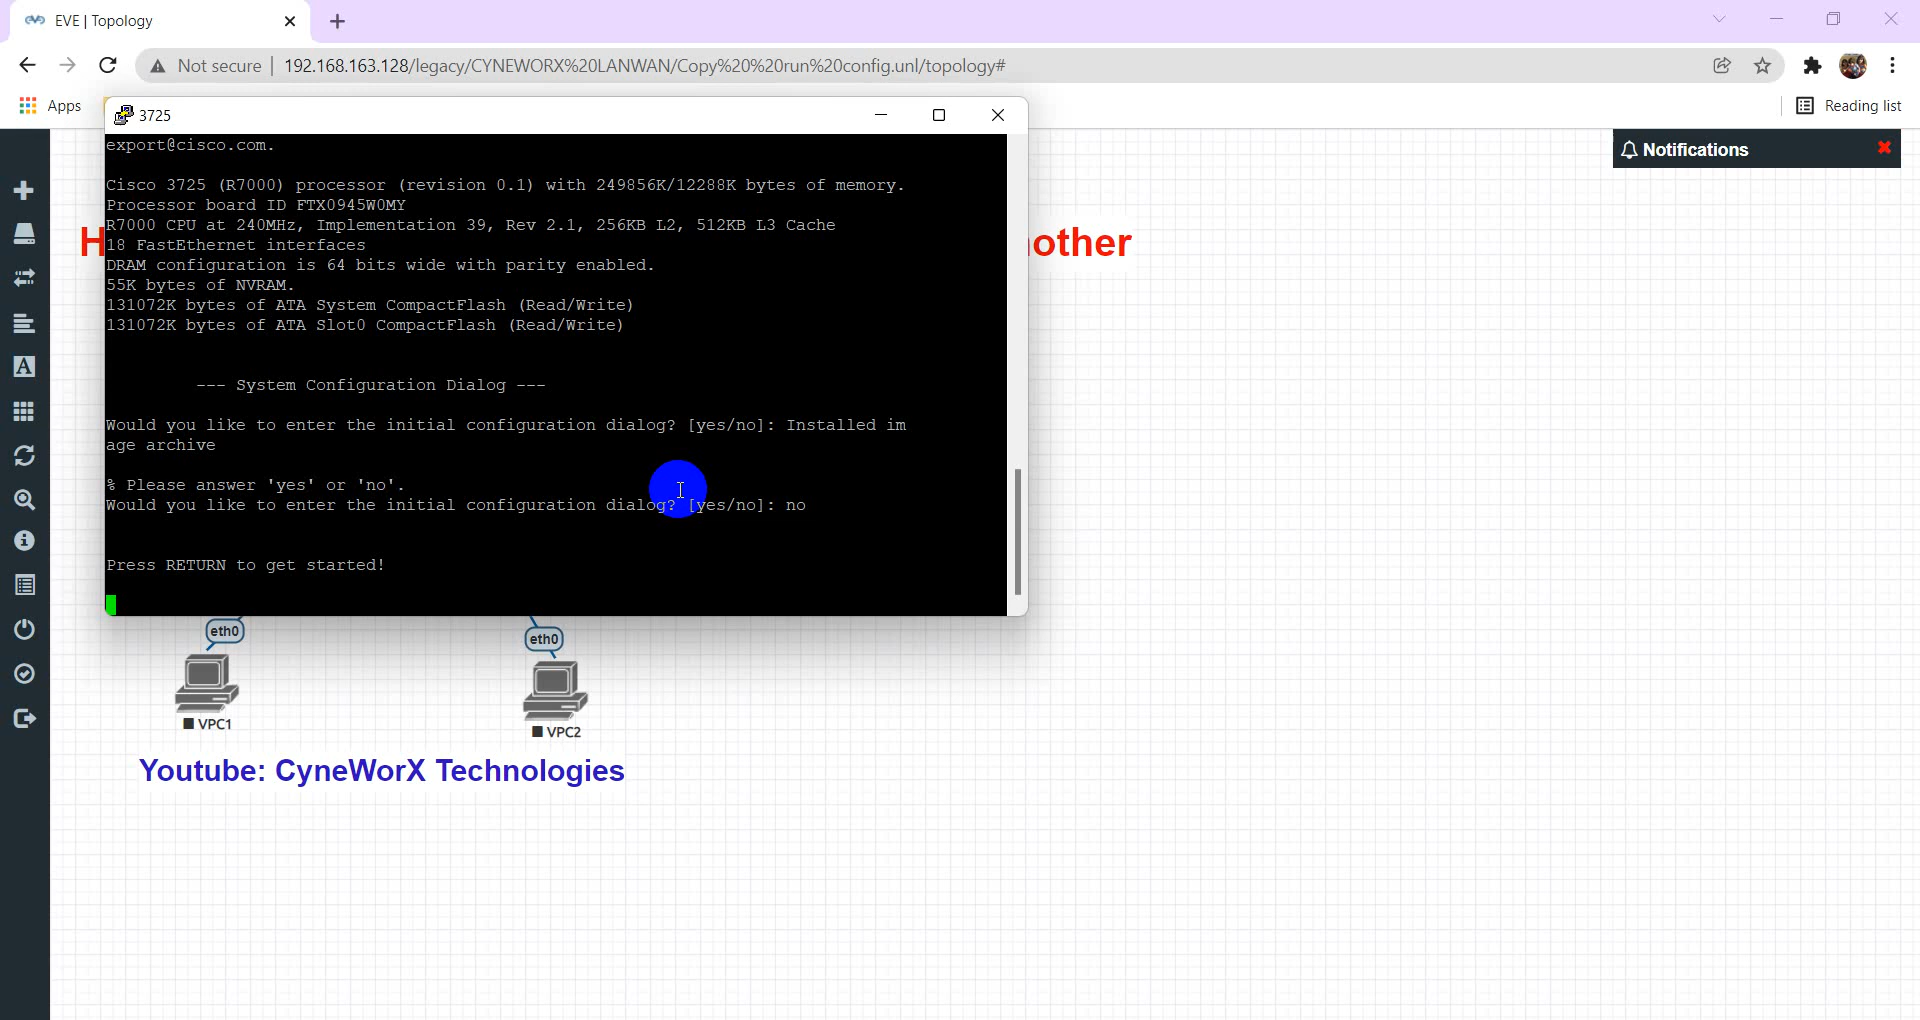 EVE | Topology
Not secure | 192.168.163.128/legacy/CYNEWORX%20LANWAN/Copy%20%20run%20config.unl/topology#
Apps
Reading list
3725
Notifications
export@cisco.com.
Cisco 3725 (R7000) processor (revision 0.1) with 249856K/12288K bytes of memory.
Processor board ID FTX0945W0MY
R7000 CPU at 240MHz, Implementation 39, Rev 2.1, 256KB L2, 512KB L3 Cache
18 FastEthernet interfaces
DRAM configuration is 64 bits wide with parity enabled.
55K bytes of NVRAM.
131072K bytes of ATA System CompactFlash (Read/Write)
131072K bytes of ATA Slot0 CompactFlash (Read/Write)
--- System Configuration Dialog ---
Would you like to enter the initial configuration dialog? [yes/no]: Installed im
age archive
% Please answer 'yes' or 'no'.
Would you like to enter the initial configuration dialog? [yes/no]: no
Press RETURN to get started!
H
other
eth0
eth0
VPC1
VPC2
Youtube: CyneWorX Technologies